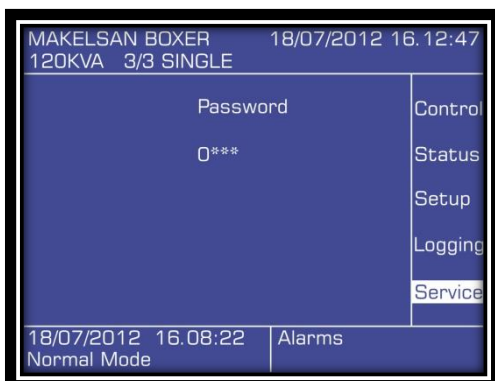 MAKELSAN BOXER 18/07/2012 16.12:47
120KVA 3/3 SINGLE
Password
0***
Control
Status
Setup
Logging
Service
18/07/2012 16.08:22 Alarms
Normal Mode